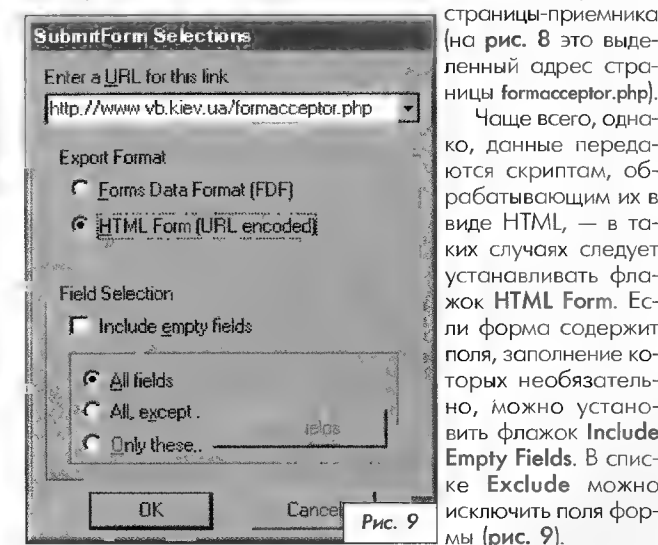 SubmitForm Selections
Enter a URL for this link
http://www vb.kiev.ua/formacceptor.php
Export Format
Forms Data Format (FDF)
HTML Form (URL encoded)
Field Selection
Include empty fields
All fields
All, except .
Only these..
OK
Cancel
Рис. 9
страницы-приемника
(на рис. 8 это выде-
ленный адрес стра-
ницы formacceptor.php).
Чаще всего, одна-
ко, данные переда-
ются скриптам, об-
рабатывающим их в
виде HTML, — в та-
ких случаях следует
устанавливать фла-
жок HTML Form. Ес-
ли форма содержит
поля, заполнение ко-
торых необязатель-
но, можно устано-
вить флажок Include
Empty Fields. В спис-
ке Exclude можно
исключить поля фор-
мы (рис. 9).